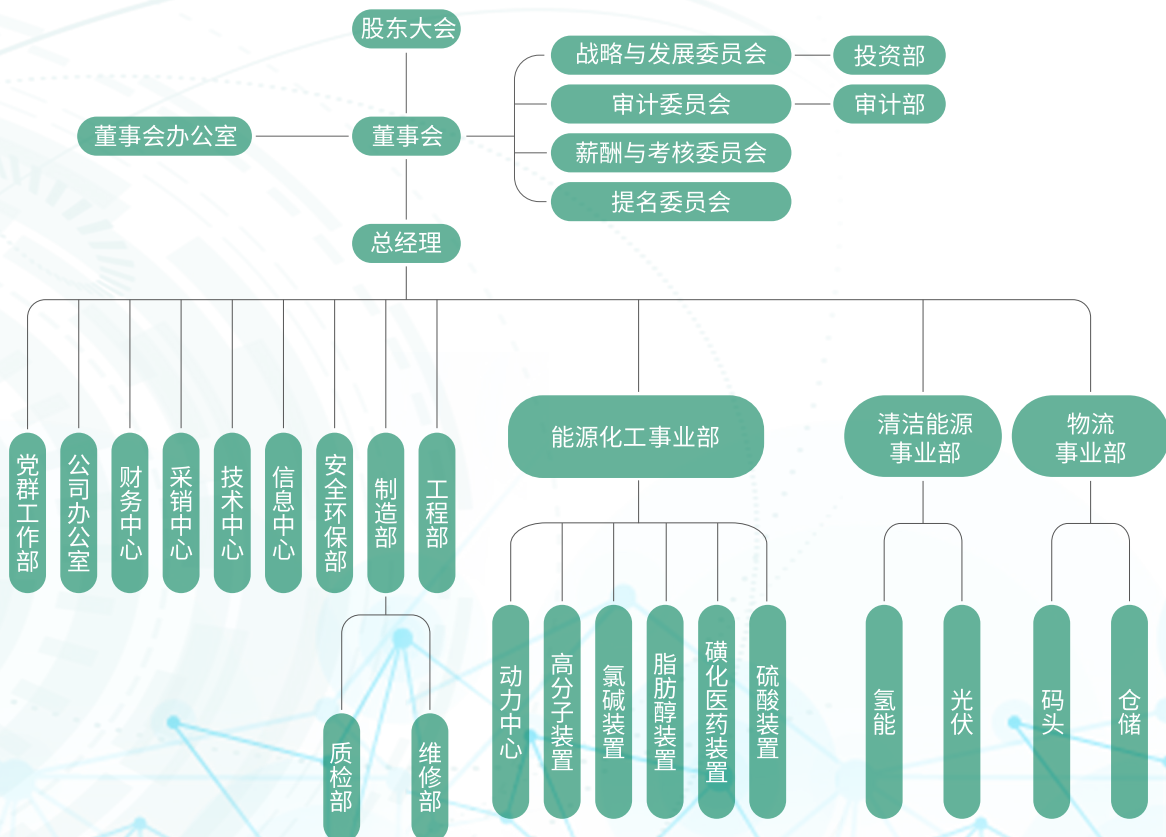 股东大会
战略与发展委员会
投资部
审计委员会
审计部
董事会办公室
董事会
薪酬与考核委员会
提名委员会
总经理
党群工作部
公司办公室
财务中心
采销中心
技术中心
信息中心
安全环保部
制造部
工程部
能源化工事业部
清洁能源
事业部
物流
事业部
质检部
维修部
动力中心
高分子装置
氯碱装置
脂肪醇装置
磺化医药装置
硫酸装置
氢能
光伏
码头
仓储